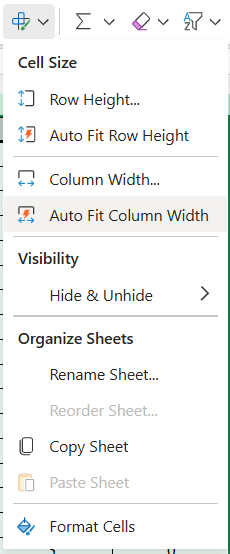 Cell Size
Row Height...
Auto Fit Row Height
Column Width...
Auto Fit Column Width
Visibility
Hide & Unhide
Organize Sheets
Rename Sheet...
Reorder Sheet...
Copy Sheet
Paste Sheet
Format Cells